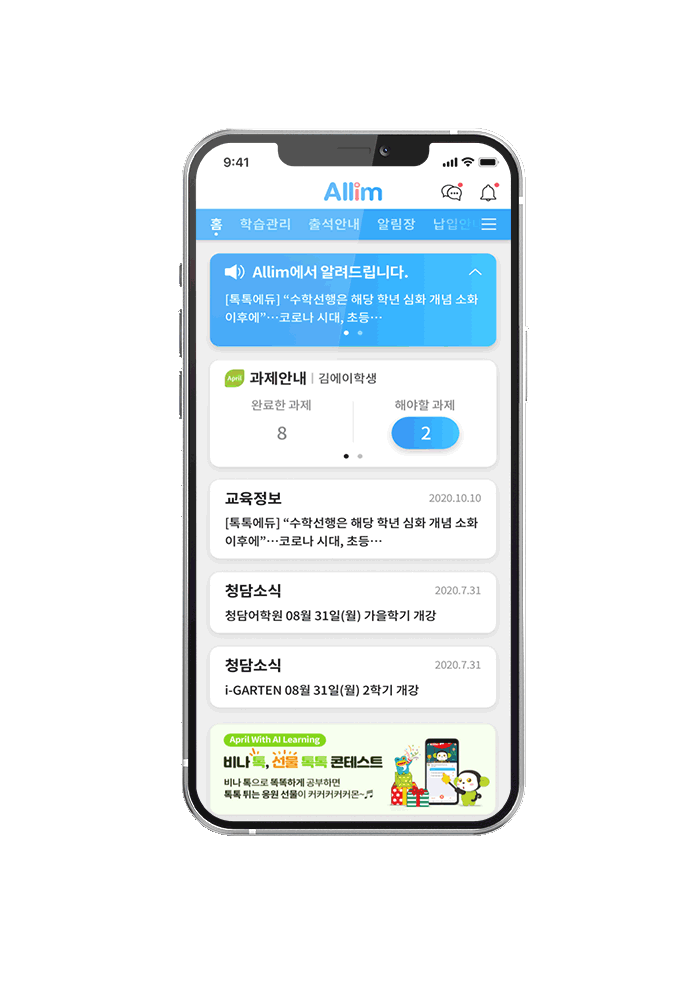 9:41
Allim
홈 학습관리 출석안내 알림장 납입안
Allim에서 알려드립니다.
[톡톡에듀] “수학선행은 해당 학년 심화 개념 소화
이후에”…코로나 시대, 초등…
April 과제안내 | 김에이학생
완료한 과제 해야할 과제
8 2
교육정보 2020.10.10
[톡톡에듀] “수학선행은 해당 학년 심화 개념 소화
이후에”…코로나 시대, 초등…
청담소식 2020.7.31
청담어학원 08월 31일(월) 가을학기 개강
청담소식 2020.7.31
i-GARTEN 08월 31일(월) 2학기 개강
April With AI Learning
비나 톡, 선물 톡톡 콘테스트
비나 톡으로 똑똑하게 공부하면
톡톡 튀는 응원 선물이 커커커커커몬~♬